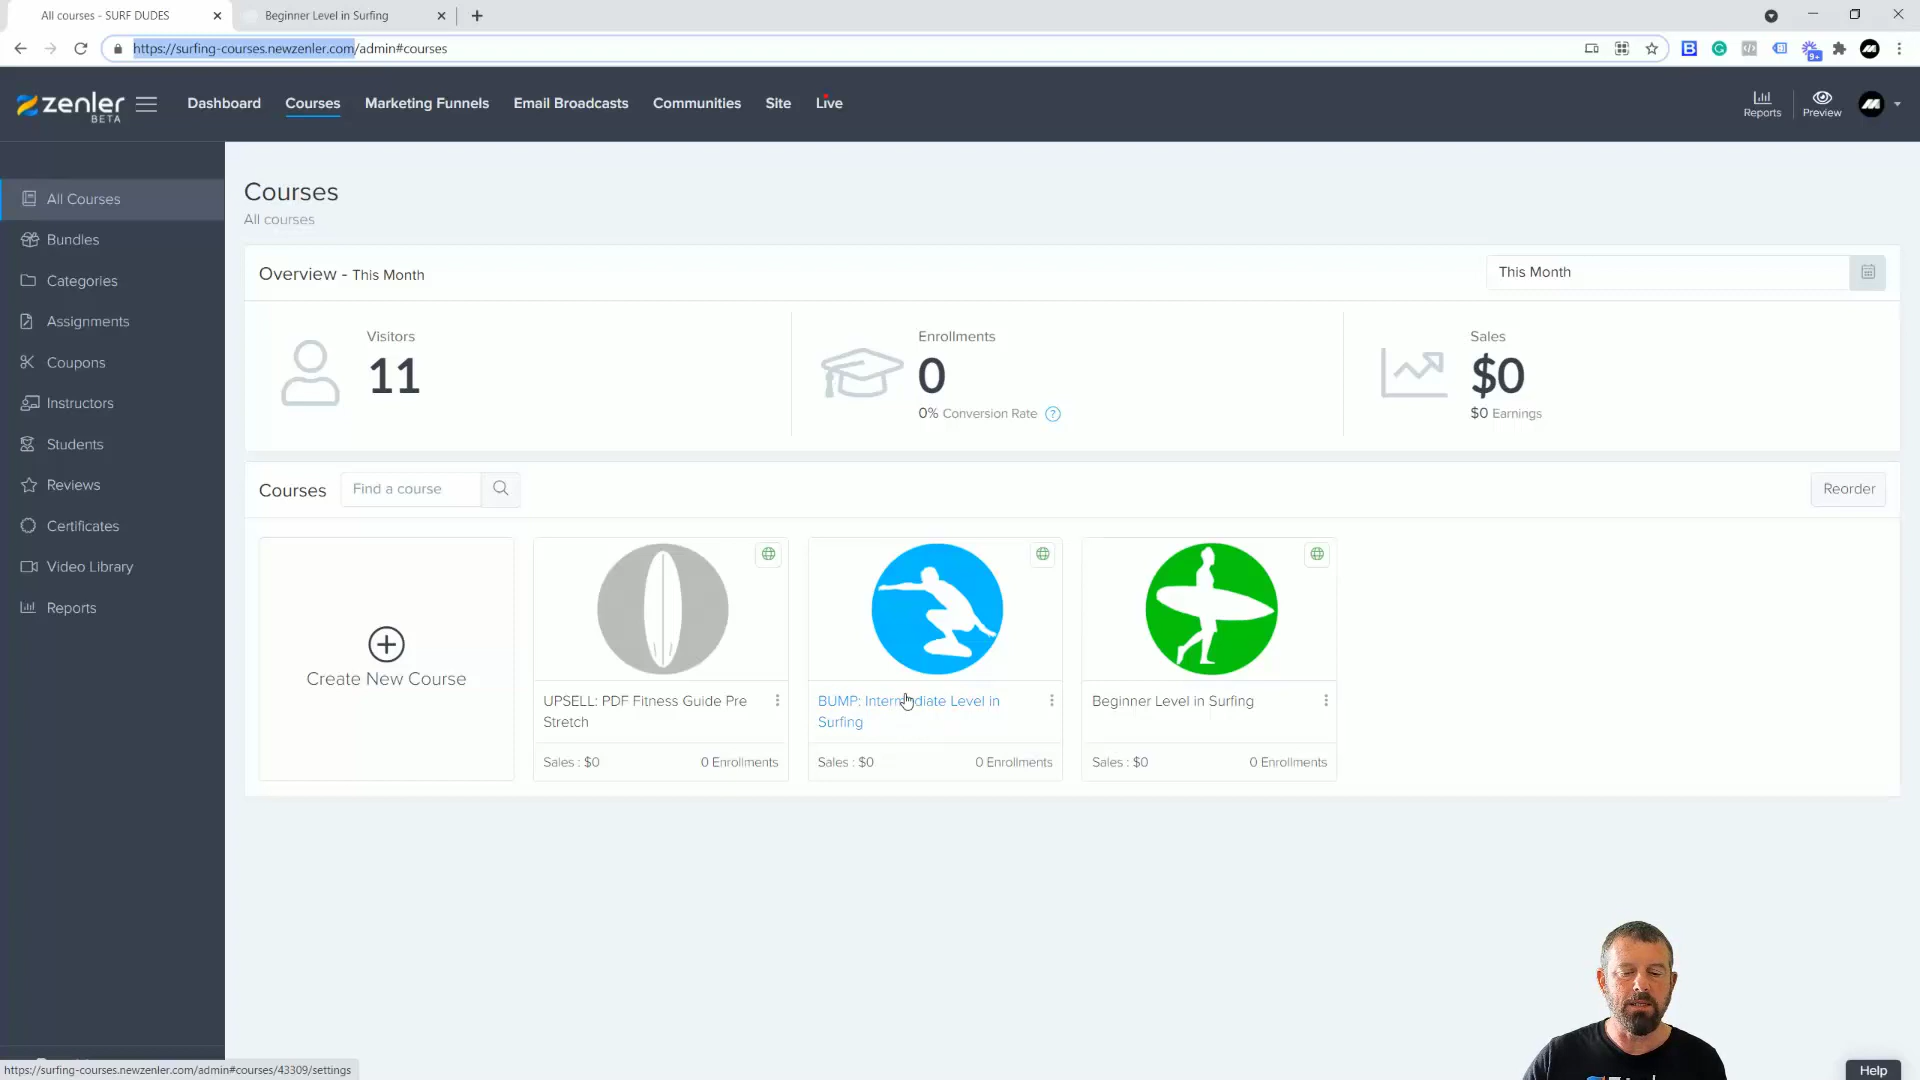 All courses - SURF DUDES
Beginner Level in Surfing
https://surfing-courses.newzenler.com/admin#courses
9+
zenler
BETA
Dashboard
Courses
Marketing Funnels
Email Broadcasts
Communities
Site
Live
Reports
Preview
All Courses
Bundles
Categories
Assignments
Coupons
Instructors
Students
Reviews
Certificates
Video Library
Reports
Courses
All courses
Overview - This Month
This Month
Visitors
11
Enrollments
0
0% Conversion Rate ?
Sales
$0
$0 Earnings
Courses
Find a course
Reorder
Create New Course
UPSELL: PDF Fitness Guide Pre
Stretch
Sales : $0
0 Enrollments
BUMP: Intermediate Level in
Surfing
Sales : $0
0 Enrollments
Beginner Level in Surfing
Sales : $0
0 Enrollments
https://surfing-courses.newzenler.com/admin#courses/43309/settings
Help